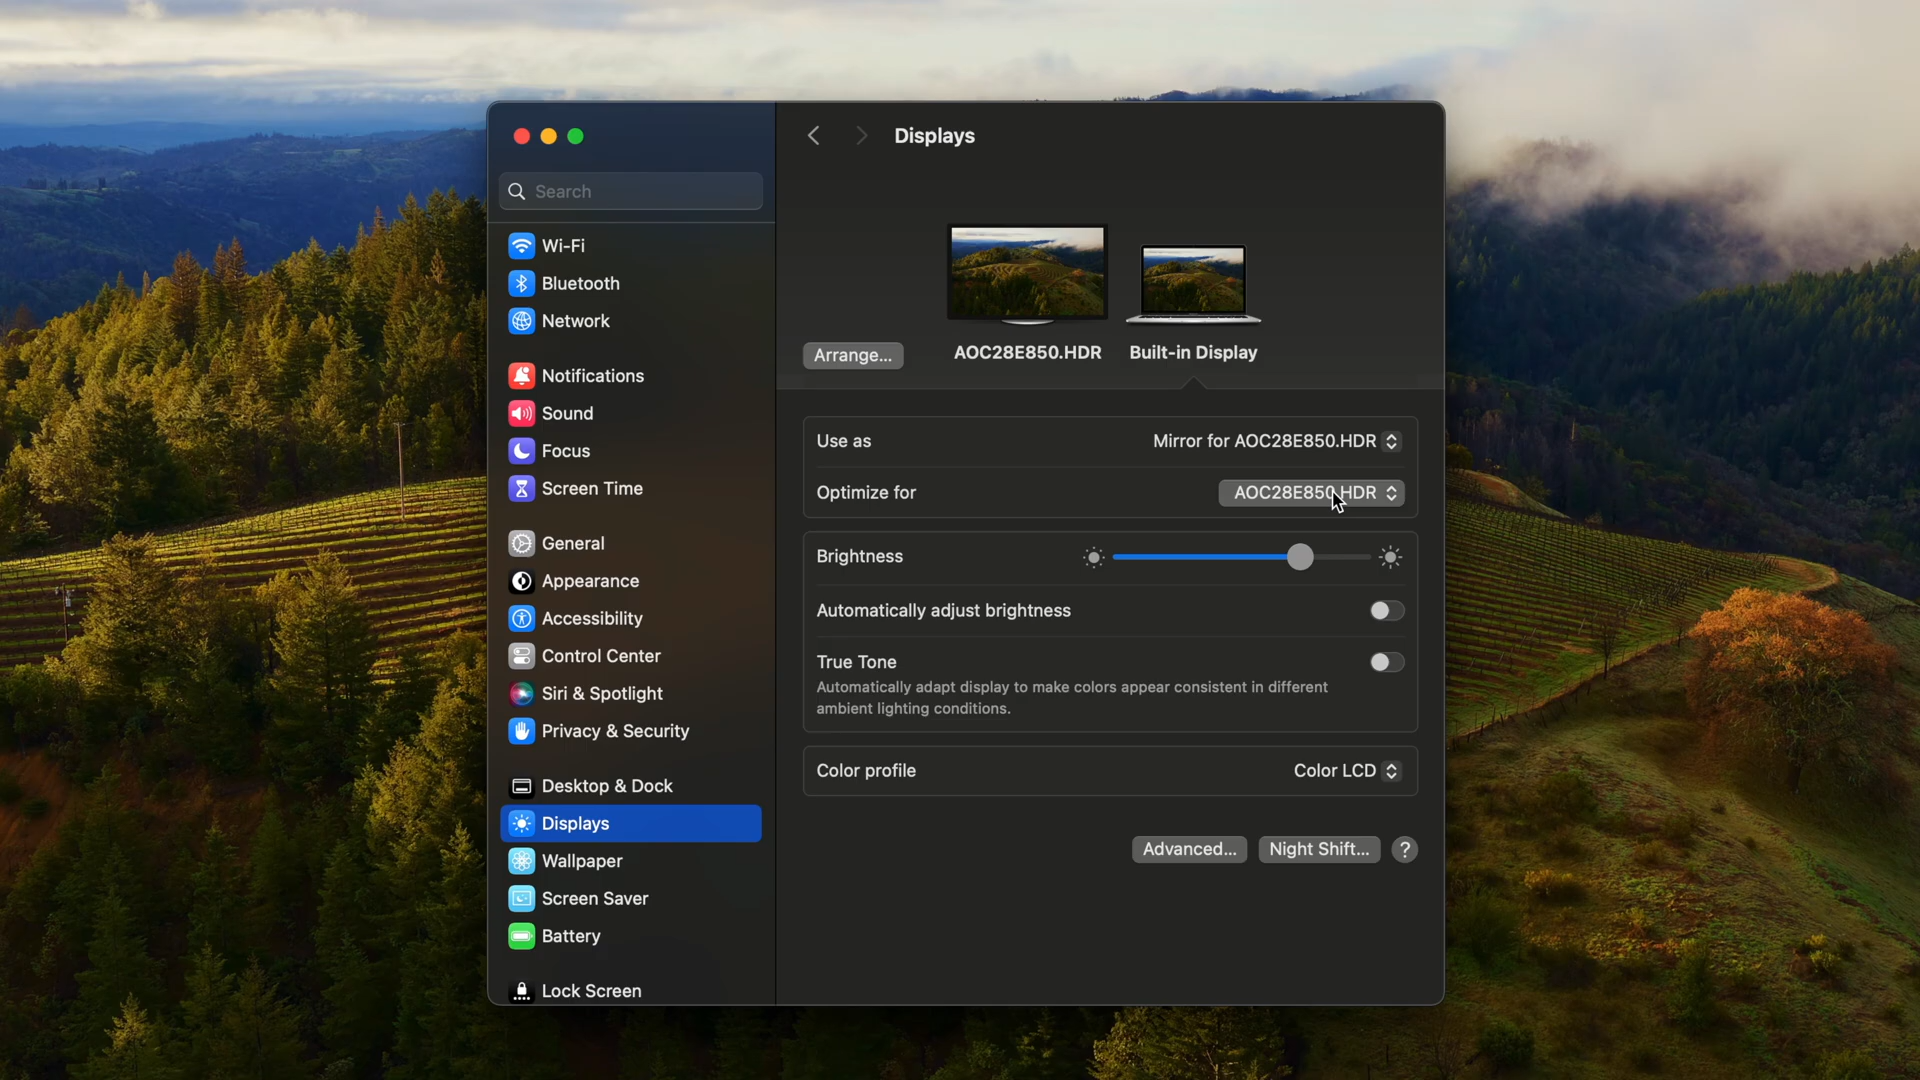 Displays
Search
Wi-Fi
Bluetooth
Network
Notifications
Sound
Focus
Screen Time
General
Appearance
Accessibility
Control Center
Siri & Spotlight
Privacy & Security
Desktop & Dock
Displays
Wallpaper
Screen Saver
Battery
Lock Screen
Arrange...
AOC28E850.HDR
Built-in Display
Use as
Mirror for AOC28E850.HDR
Optimize for
AOC28E850.HDR
Brightness
Automatically adjust brightness
True Tone
Automatically adapt display to make colors appear consistent in different
ambient lighting conditions.
Color profile
Color LCD
Advanced...
Night Shift...
?